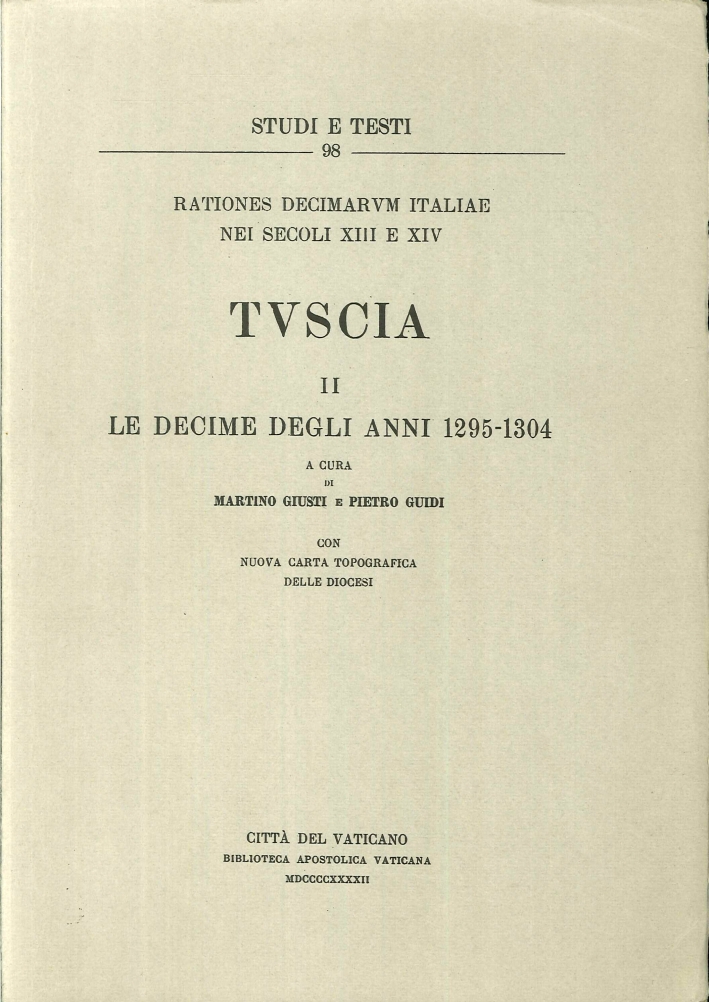 STUDI E TESTI
98
RATIONES DECIMARVM ITALIAE
NEI SECOLI XIII E XIV
TVSCIA
II
LE DECIME DEGLI ANNI 1295-1304
A CURA
DI
MARTINO GIUSTI E PIETRO GUIDI
CON
NUOVA CARTA TOPOGRAFICA
DELLE DIOCESI
CITTÀ DEL VATICANO
BIBLIOTECA APOSTOLICA VATICANA
MDCCCCXXXXII